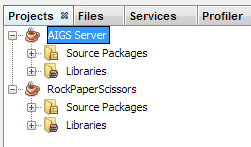 Projects Files Services Profiler
AIGS Server
Source Packages
Libraries
RockPaperScissors
Source Packages
Libraries